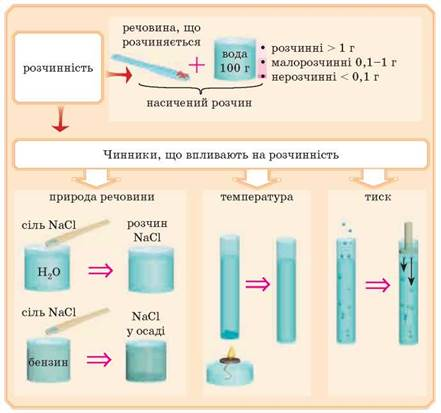 розчинність
речовина, що
розчиняється
+
вода
100 г
• розчинні > 1 г
• малорозчинні 0,1–1 г
• нерозчинні < 0,1 г
насичений розчин
Чинники, що впливають на розчинність
природа речовини
температура
тиск
сіль NaCl
розчин
NaCl
H₂O
сіль NaCl
NaCl
у осаді
бензин